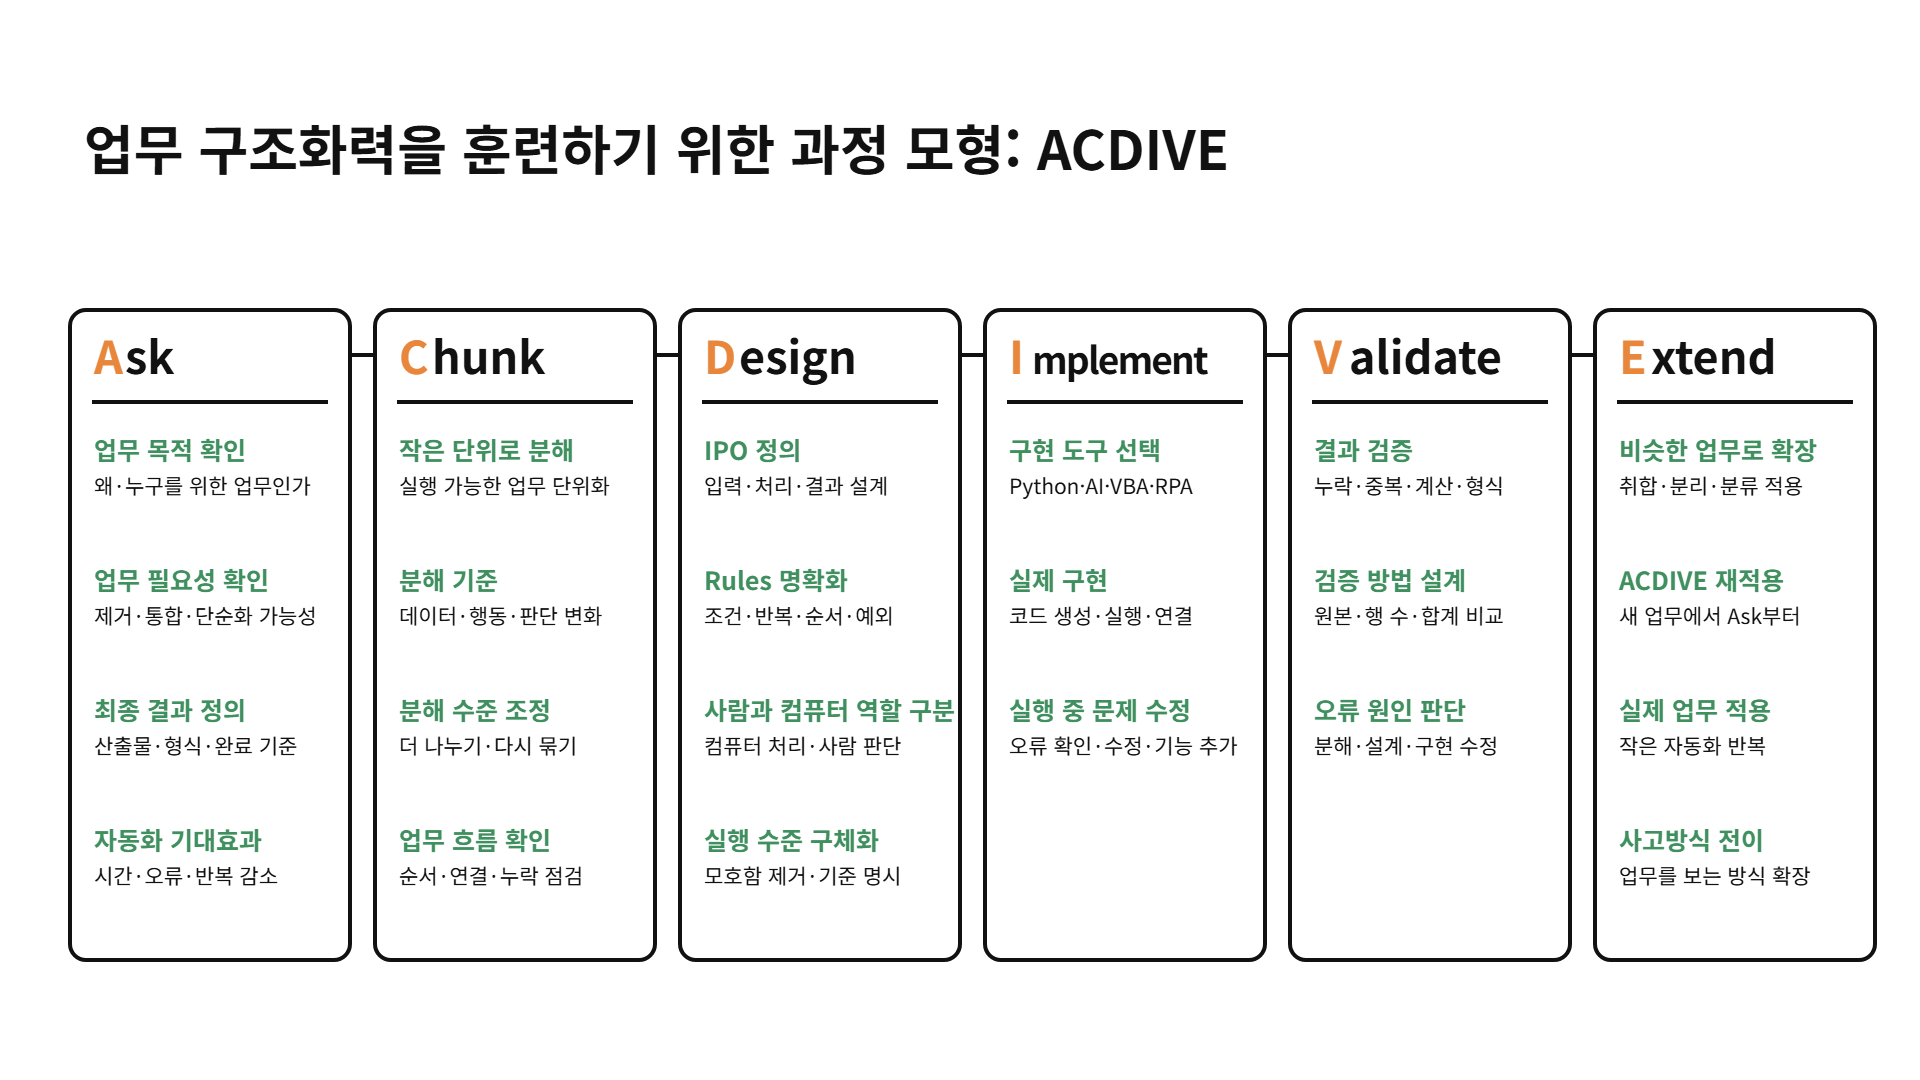 업무 구조화력을 훈련하기 위한 과정 모형: ACDIVE
Ask
업무 목적 확인
왜·누구를 위한 업무인가
업무 필요성 확인
제거·통합·단순화 가능성
최종 결과 정의
산출물·형식·완료 기준
자동화 기대효과
시간·오류·반복 감소
Chunk
작은 단위로 분해
실행 가능한 업무 단위화
분해 기준
데이터·행동·판단 변화
분해 수준 조정
더 나누기·다시 묶기
업무 흐름 확인
순서·연결·누락 점검
Design
IPO 정의
입력·처리·결과 설계
Rules 명확화
조건·반복·순서·예외
사람과 컴퓨터 역할 구분
컴퓨터 처리·사람 판단
실행 수준 구체화
모호함 제거·기준 명시
Implement
구현 도구 선택
Python·AI·VBA·RPA
실제 구현
코드 생성·실행·연결
실행 중 문제 수정
오류 확인·수정·기능 추가
Validate
결과 검증
누락·중복·계산·형식
검증 방법 설계
원본·행 수·합계 비교
오류 원인 판단
분해·설계·구현 수정
Extend
비슷한 업무로 확장
취합·분리·분류 적용
ACDIVE 재적용
새 업무에서 Ask부터
실제 업무 적용
작은 자동화 반복
사고방식 전이
업무를 보는 방식 확장